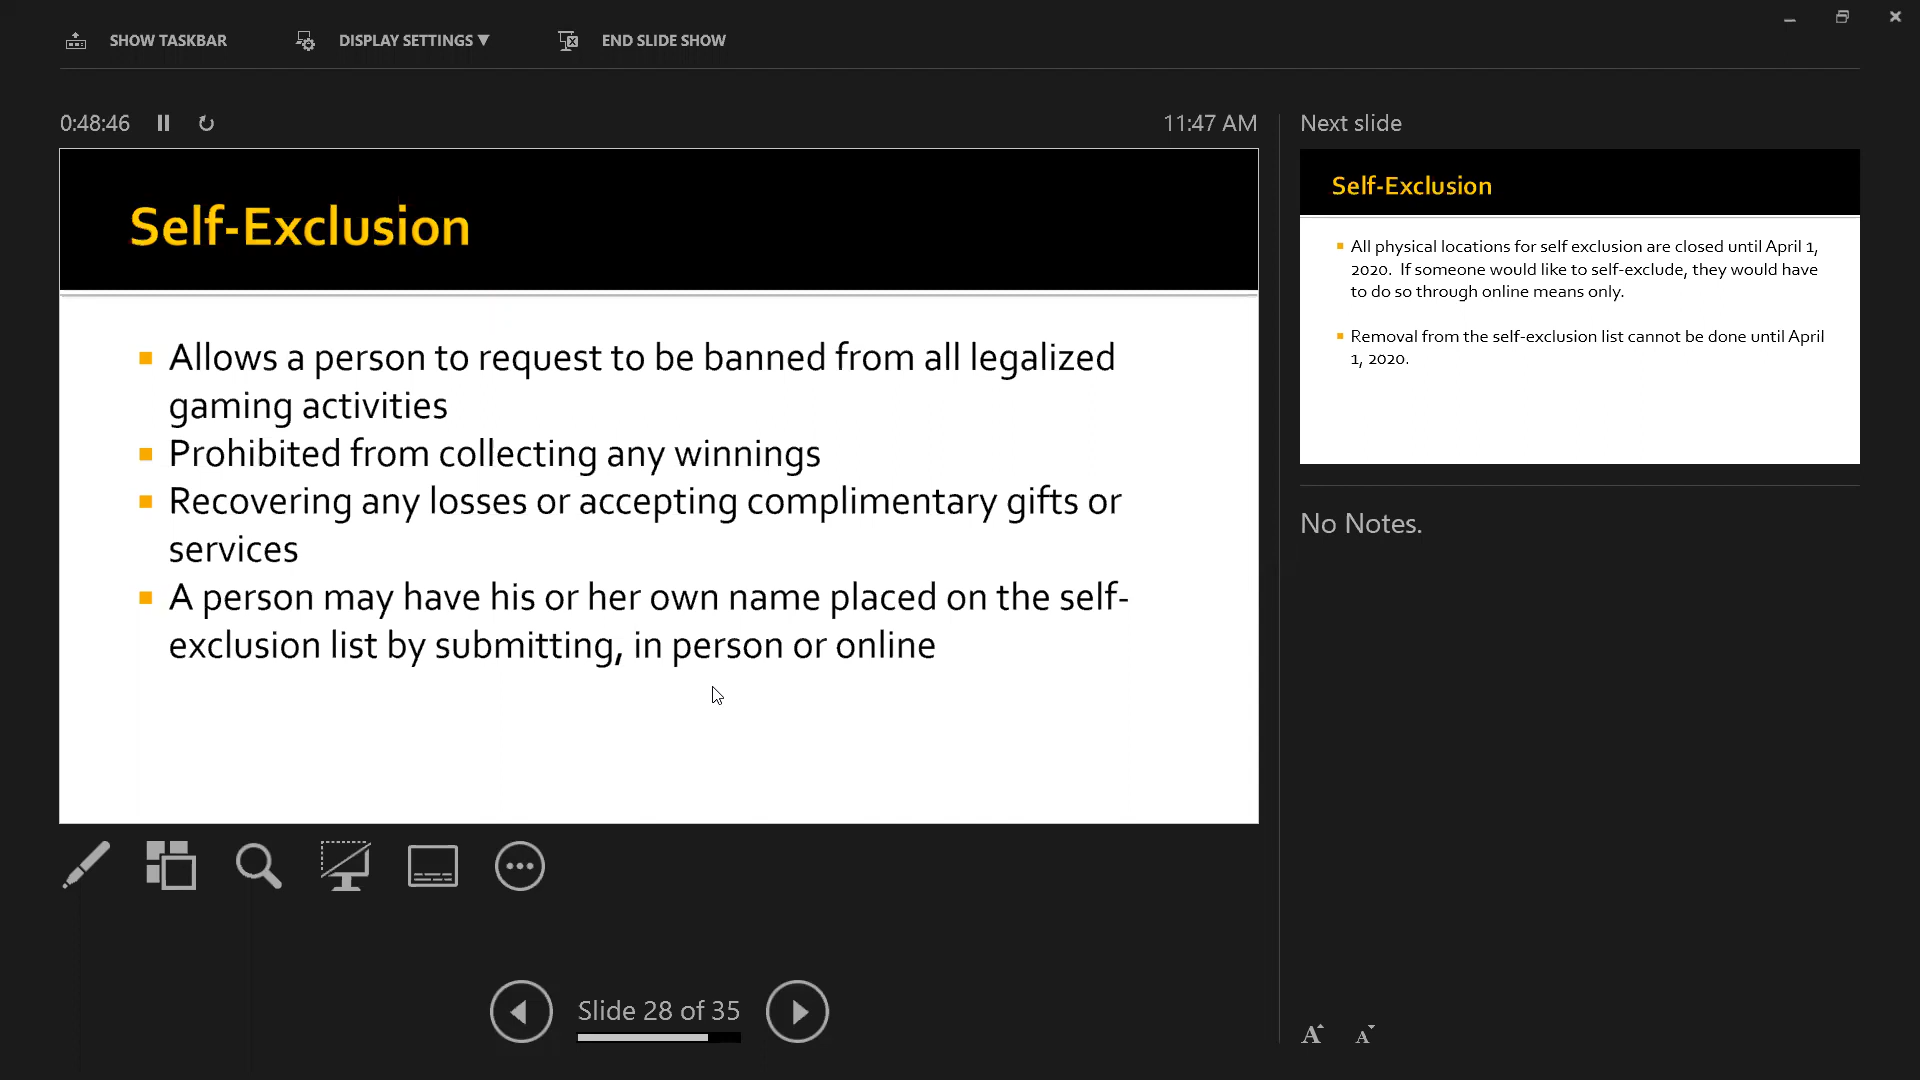 SHOW TASKBAR
DISPLAY SETTINGS ▼
END SLIDE SHOW
0:48:46
11:47 AM
Next slide
Self-Exclusion
Allows a person to request to be banned from all legalized
gaming activities
Prohibited from collecting any winnings
Recovering any losses or accepting complimentary gifts or
services
A person may have his or her own name placed on the self-
exclusion list by submitting, in person or online
Self-Exclusion
All physical locations for self exclusion are closed until April 1,
2020. If someone would like to self-exclude, they would have
to do so through online means only.
Removal from the self-exclusion list cannot be done until April
1, 2020.
No Notes.
Slide 28 of 35
A A